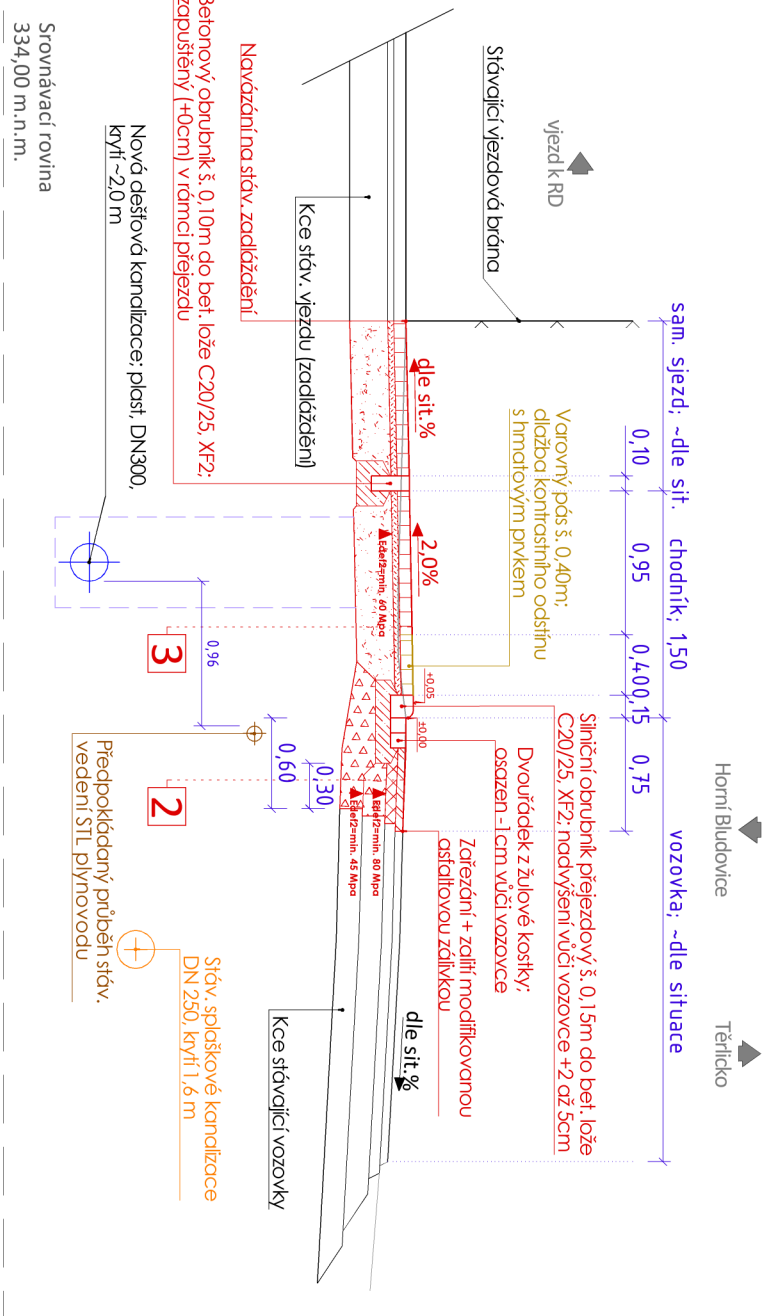 vjezd k RD
Horní Bludovice
Těrlicko
sam. sjezd; ~dle sit.
chodník; 1,50
vozovka; ~dle situace
0,10
0,95
0,40
0,15
0,75
Stávající vjezdová brána
Varovný pás š. 0,40m;
dlažba kontrastního odstínu
s hmatovým prvkem
Silniční obrubník přejezdový š. 0,15m do bet. lože
C20/25, XF2; nadvýšení vůči vozovce +2 až 5cm
Dvouřádek z žulové kostky;
osazen -1cm vůči vozovce
Zařezání + zalití modifikovanou
asfaltovou zálivkou
dle sit.%
2,0%
+0,05
±0,00
dle sit.%
Edef2=min. 60 Mpa
Edef2=min. 80 Mpa
Edef2=min. 45 Mpa
Kce stáv. vjezdu (zadláždění)
Navázání na stáv. zadláždění
Betonový obrubník š. 0,10m do bet. lože C20/25, XF2;
zapuštěný (+0cm) v rámci přejezdu
0,30
0,60
0,96
3
2
Kce stávající vozovky
Stáv. splašková kanalizace
DN 250, krytí 1,6 m
Předpokládaný průběh stáv.
vedení STL plynovodu
Nová dešťová kanalizace; plast, DN300,
krytí ~2,0 m
Srovnávací rovina
334,00 m.n.m.